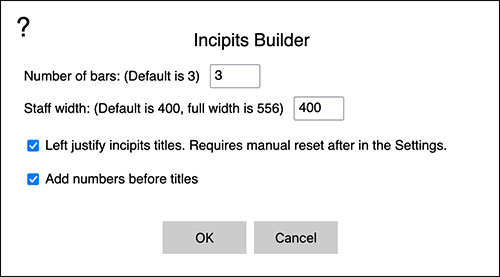 ?
Incipits Builder
Number of bars: (Default is 3) 3
Staff width: (Default is 400, full width is 556) 400
Left justify incipits titles. Requires manual reset after in the Settings.
Add numbers before titles
OK Cancel